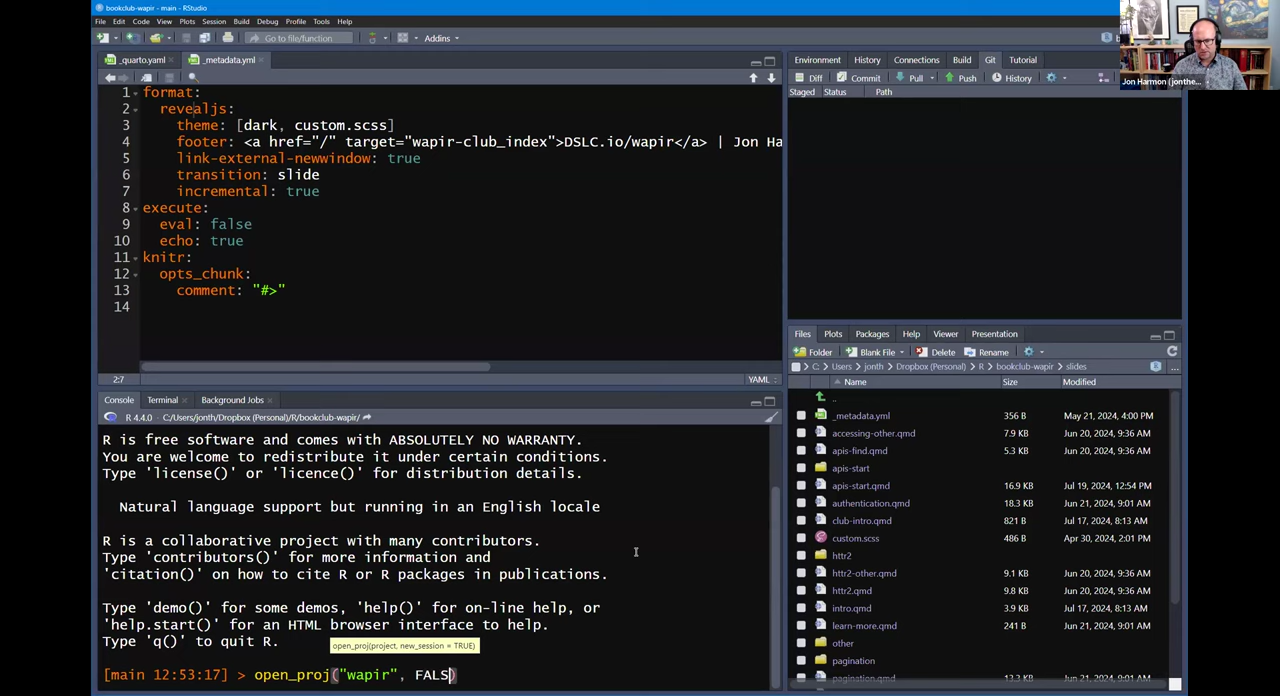 bookclub-wapir - main - RStudio
File Edit Code View Plots Session Build Debug Profile Tools Help
Go to file/function Addins
_quarto.yaml _metadata.yml
1 format:
2 revealjs:
3 theme: [dark, custom.scss]
4 footer: <a href="/" target="wapir-club_index">DSLC.io/wapir</a> | Jon Ha
5 link-external-newwindow: true
6 transition: slide
7 incremental: true
8 execute:
9 eval: false
10 echo: true
11 knitr:
12 opts_chunk:
13 comment: "#>"
14
2:7 YAML
Console Terminal Background Jobs
R 4.4.0 · C:/Users/jonth/Dropbox (Personal)/R/bookclub-wapir/
R is free software and comes with ABSOLUTELY NO WARRANTY.
You are welcome to redistribute it under certain conditions.
Type 'license()' or 'licence()' for distribution details.
Natural language support but running in an English locale
R is a collaborative project with many contributors.
Type 'contributors()' for more information and
'citation()' on how to cite R or R packages in publications.
Type 'demo()' for some demos, 'help()' for on-line help, or
'help.start()' for an HTML browser interface to help.
Type 'q()' to quit R.
open_proj(project, new_session = TRUE)
[main 12:53:17] > open_proj("wapir", FALS)
Jon Harmon (jonthe...
Environment History Connections Build Git Tutorial
Diff Commit Pull Push History
Staged Status Path
Files Plots Packages Help Viewer Presentation
Folder Blank File Delete Rename
C: Users jonth Dropbox (Personal) R bookclub-wapir slides
Name Size Modified
..
_metadata.yml 356 B May 21, 2024, 4:00 PM
accessing-other.qmd 7.9 KB Jun 20, 2024, 9:36 AM
apis-find.qmd 5.3 KB Jun 20, 2024, 9:36 AM
apis-start
apis-start.qmd 16.9 KB Jul 19, 2024, 12:54 PM
authentication.qmd 18.3 KB Jun 21, 2024, 9:01 AM
club-intro.qmd 821 B Jul 17, 2024, 8:13 AM
custom.scss 486 B Apr 30, 2024, 2:01 PM
httr2
httr2-other.qmd 9.1 KB Jun 20, 2024, 9:36 AM
httr2.qmd 9.8 KB Jun 20, 2024, 9:36 AM
intro.qmd 3.9 KB Jul 17, 2024, 8:13 AM
learn-more.qmd 241 B Jun 21, 2024, 9:01 AM
other
pagination
pagination.qmd 13.3 KB Jun 21, 2024, 9:01 AM